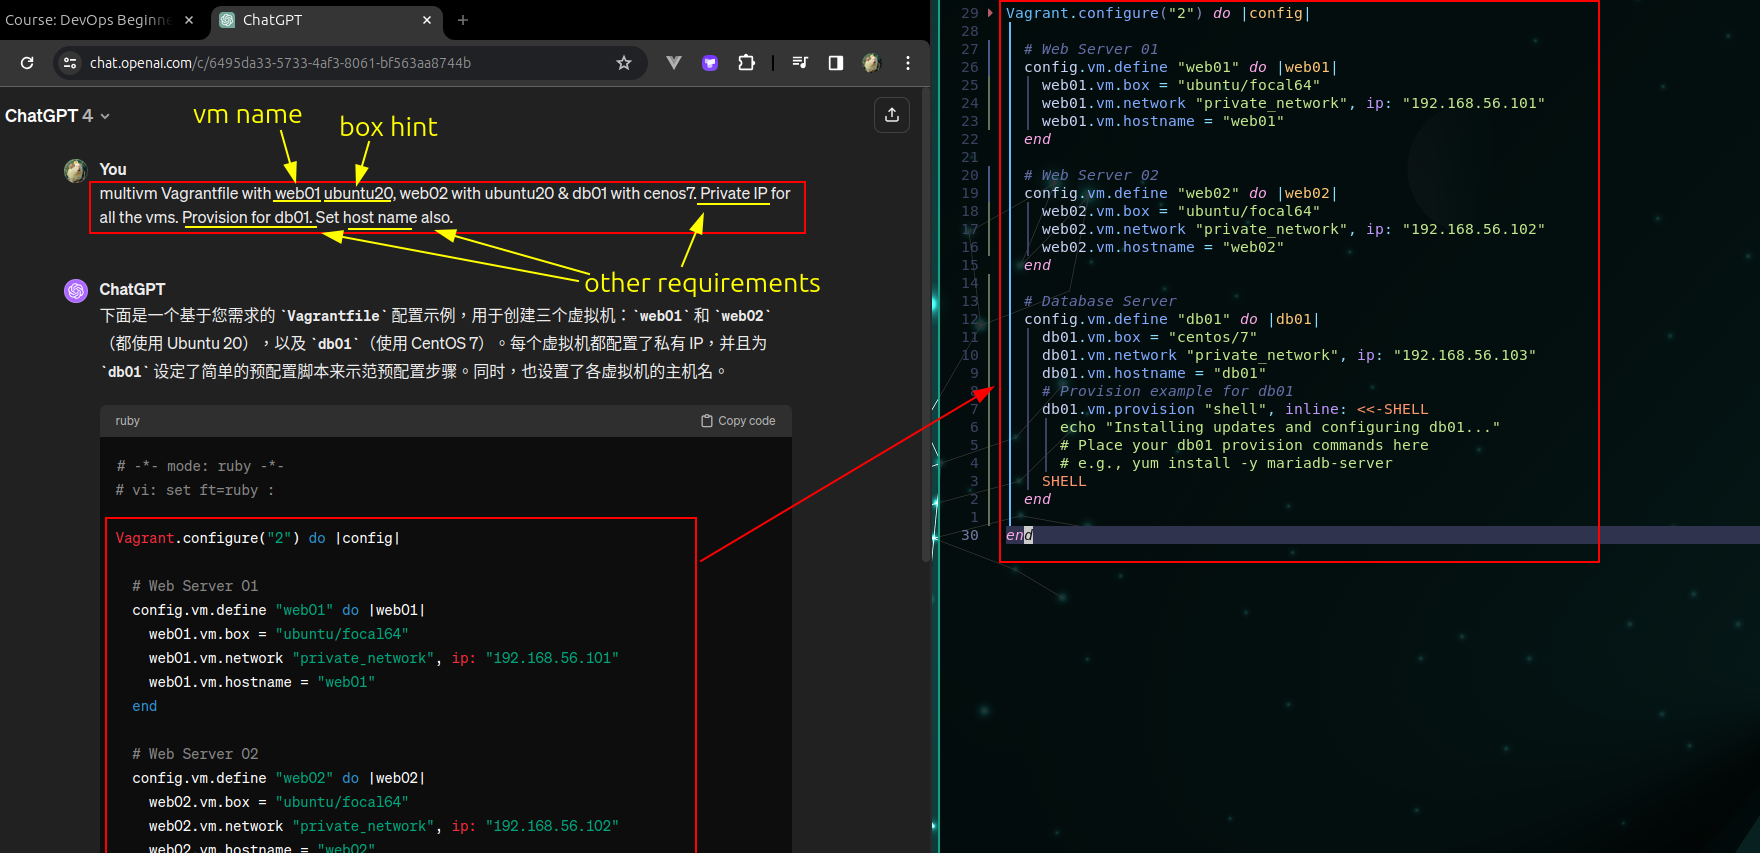 Course: DevOps Beginne
ChatGPT
chat.openai.com/c/6495da33-5733-4af3-8061-bf563aa8744b
ChatGPT 4
vm name
box hint
You
multivm Vagrantfile with web01 ubuntu20, web02 with ubuntu20 & db01 with cenos7. Private IP for
all the vms. Provision for db01. Set host name also.
other requirements
ChatGPT
下面是一个基于您需求的 `Vagrantfile` 配置示例，用于创建三个虚拟机：`web01` 和 `web02`
（都使用 Ubuntu 20），以及 `db01`（使用 CentOS 7）。每个虚拟机都配置了私有 IP，并且为
`db01` 设定了简单的预配置脚本来示范预配置步骤。同时，也设置了各虚拟机的主机名。
ruby
Copy code
# -*- mode: ruby -*-
# vi: set ft=ruby :
Vagrant.configure("2") do |config|
# Web Server 01
config.vm.define "web01" do |web01|
web01.vm.box = "ubuntu/focal64"
web01.vm.network "private_network", ip: "192.168.56.101"
web01.vm.hostname = "web01"
end
# Web Server 02
config.vm.define "web02" do |web02|
web02.vm.box = "ubuntu/focal64"
web02.vm.network "private_network", ip: "192.168.56.102"
web02.vm.hostname = "web02"
29 Vagrant.configure("2") do |config|
28
27 # Web Server 01
26 config.vm.define "web01" do |web01|
25 web01.vm.box = "ubuntu/focal64"
24 web01.vm.network "private_network", ip: "192.168.56.101"
23 web01.vm.hostname = "web01"
22 end
21
20 # Web Server 02
19 config.vm.define "web02" do |web02|
18 web02.vm.box = "ubuntu/focal64"
17 web02.vm.network "private_network", ip: "192.168.56.102"
16 web02.vm.hostname = "web02"
15 end
14
13 # Database Server
12 config.vm.define "db01" do |db01|
11 db01.vm.box = "centos/7"
10 db01.vm.network "private_network", ip: "192.168.56.103"
9 db01.vm.hostname = "db01"
8 # Provision example for db01
7 db01.vm.provision "shell", inline: <<-SHELL
6 echo "Installing updates and configuring db01..."
5 # Place your db01 provision commands here
4 # e.g., yum install -y mariadb-server
3 SHELL
2 end
1
30 end